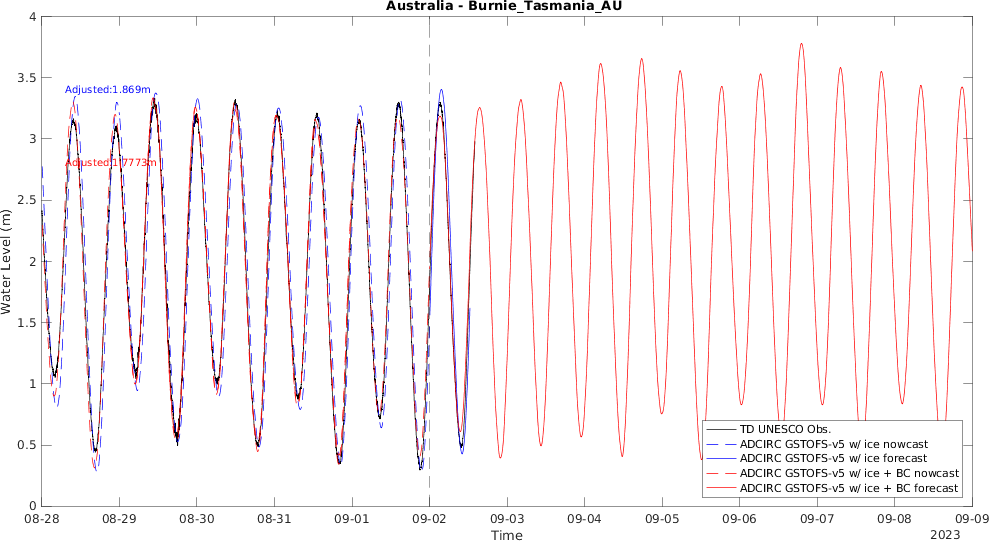 Australia - Burnie_Tasmania_AU
4
3.5
3
2.5
2
1.5
1
0.5
0
Water Level (m)
Adjusted:1.869m
Adjusted:1.7773m
TD UNESCO Obs.
ADCIRC GSTOFS-v5 w/ ice nowcast
ADCIRC GSTOFS-v5 w/ ice forecast
ADCIRC GSTOFS-v5 w/ ice + BC nowcast
ADCIRC GSTOFS-v5 w/ ice + BC forecast
08-28 08-29 08-30 08-31 09-01 09-02 09-03 09-04 09-05 09-06 09-07 09-08 09-09
Time
2023